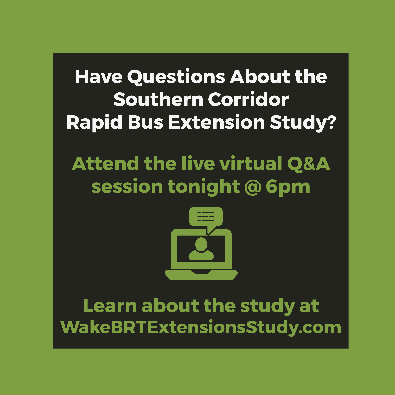 Have Questions About the
Southern Corridor
Rapid Bus Extension Study?
Attend the live virtual Q&A
session tonight @ 6pm
Learn about the study at
WakeBRTExtensionsStudy.com